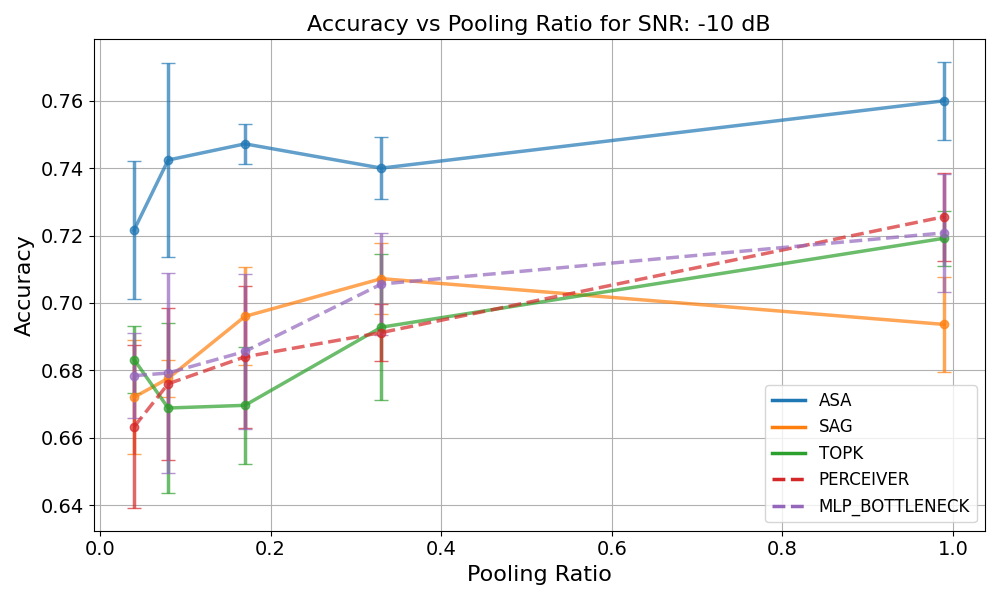 Accuracy vs Pooling Ratio for SNR: -10 dB
Accuracy
0.76
0.74
0.72
0.70
0.68
0.66
0.64
ASA
SAG
TOPK
PERCEIVER
MLP_BOTTLENECK
0.0 0.2 0.4 0.6 0.8 1.0
Pooling Ratio